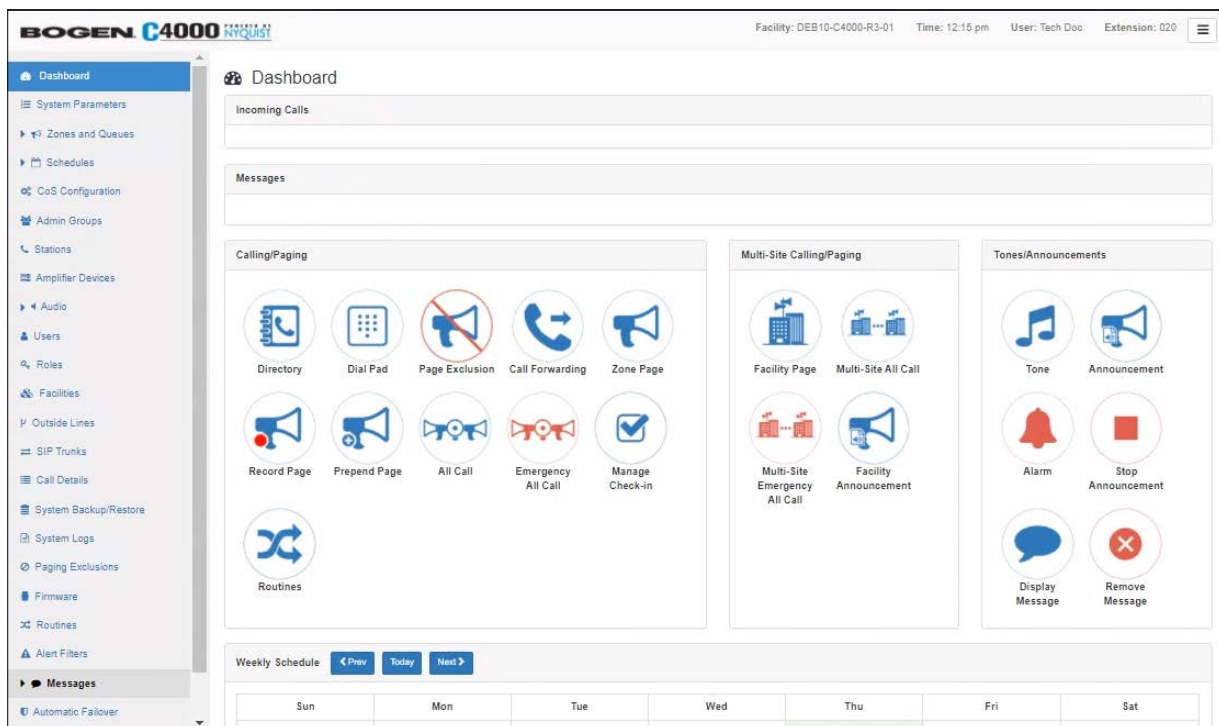 BOGEN C4000 POWERED BY NYQUIST
Facility: DEB10-C4000-R3-01 Time: 12:15 pm User: Tech Doc Extension: 020
Dashboard
System Parameters
Zones and Queues
Schedules
CoS Configuration
Admin Groups
Stations
Amplifier Devices
Audio
Users
Roles
Facilities
Outside Lines
SIP Trunks
Call Details
System Backup/Restore
System Logs
Paging Exclusions
Firmware
Routines
Alert Filters
Messages
Automatic Failover
Dashboard
Incoming Calls
Messages
Calling/Paging
Directory
Dial Pad
Page Exclusion
Call Forwarding
Zone Page
Record Page
Prepend Page
All Call
Emergency
All Call
Manage
Check-in
Routines
Multi-Site Calling/Paging
Facility Page
Multi-Site All Call
Multi-Site
Emergency
All Call
Facility
Announcement
Tones/Announcements
Tone
Announcement
Alarm
Stop
Announcement
Display
Message
Remove
Message
Weekly Schedule Prev Today Next
Sun Mon Tue Wed Thu Fri Sat